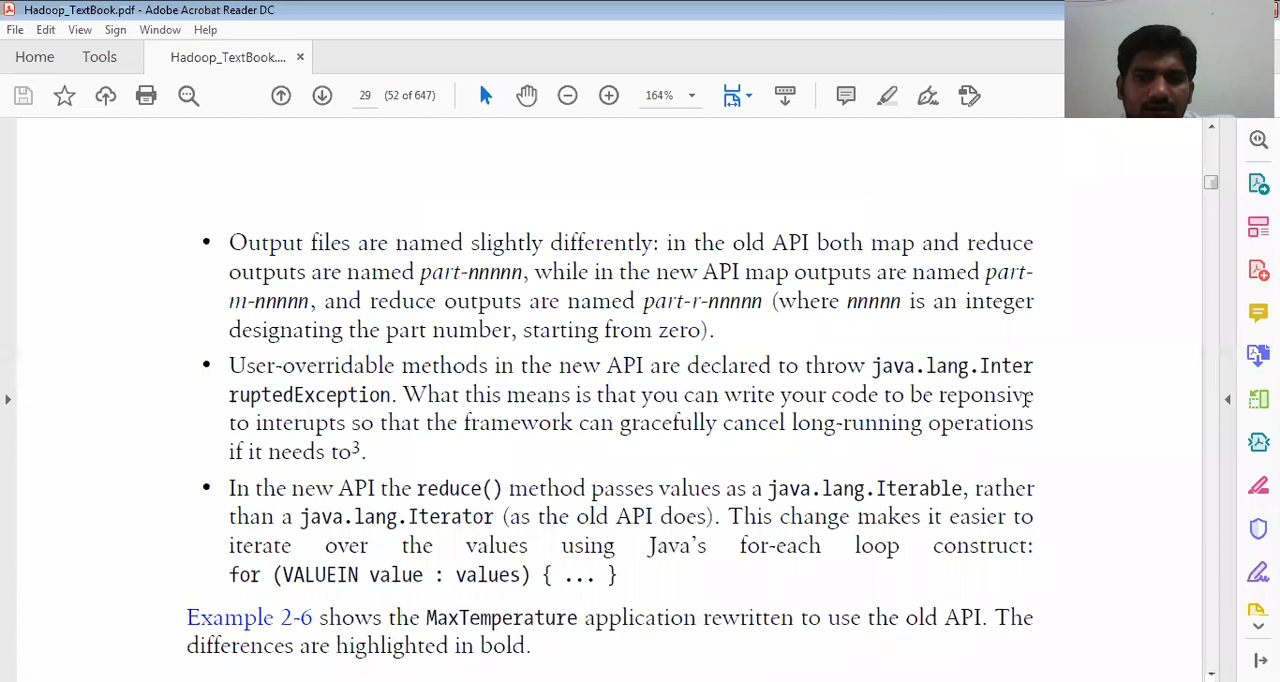 Hadoop_TextBook.pdf - Adobe Acrobat Reader DC
File Edit View Sign Window Help
Home Tools Hadoop_TextBook.... ×
29 (52 of 647) 164%
• Output files are named slightly differently: in the old API both map and reduce
outputs are named part-nnnnn, while in the new API map outputs are named part-
m-nnnnn, and reduce outputs are named part-r-nnnnn (where nnnnn is an integer
designating the part number, starting from zero).
• User-overridable methods in the new API are declared to throw java.lang.Inter
ruptedException. What this means is that you can write your code to be reponsive
to interupts so that the framework can gracefully cancel long-running operations
if it needs to3.
• In the new API the reduce() method passes values as a java.lang.Iterable, rather
than a java.lang.Iterator (as the old API does). This change makes it easier to
iterate over the values using Java’s for-each loop construct:
for (VALUEIN value : values) { ... }
Example 2-6 shows the MaxTemperature application rewritten to use the old API. The
differences are highlighted in bold.